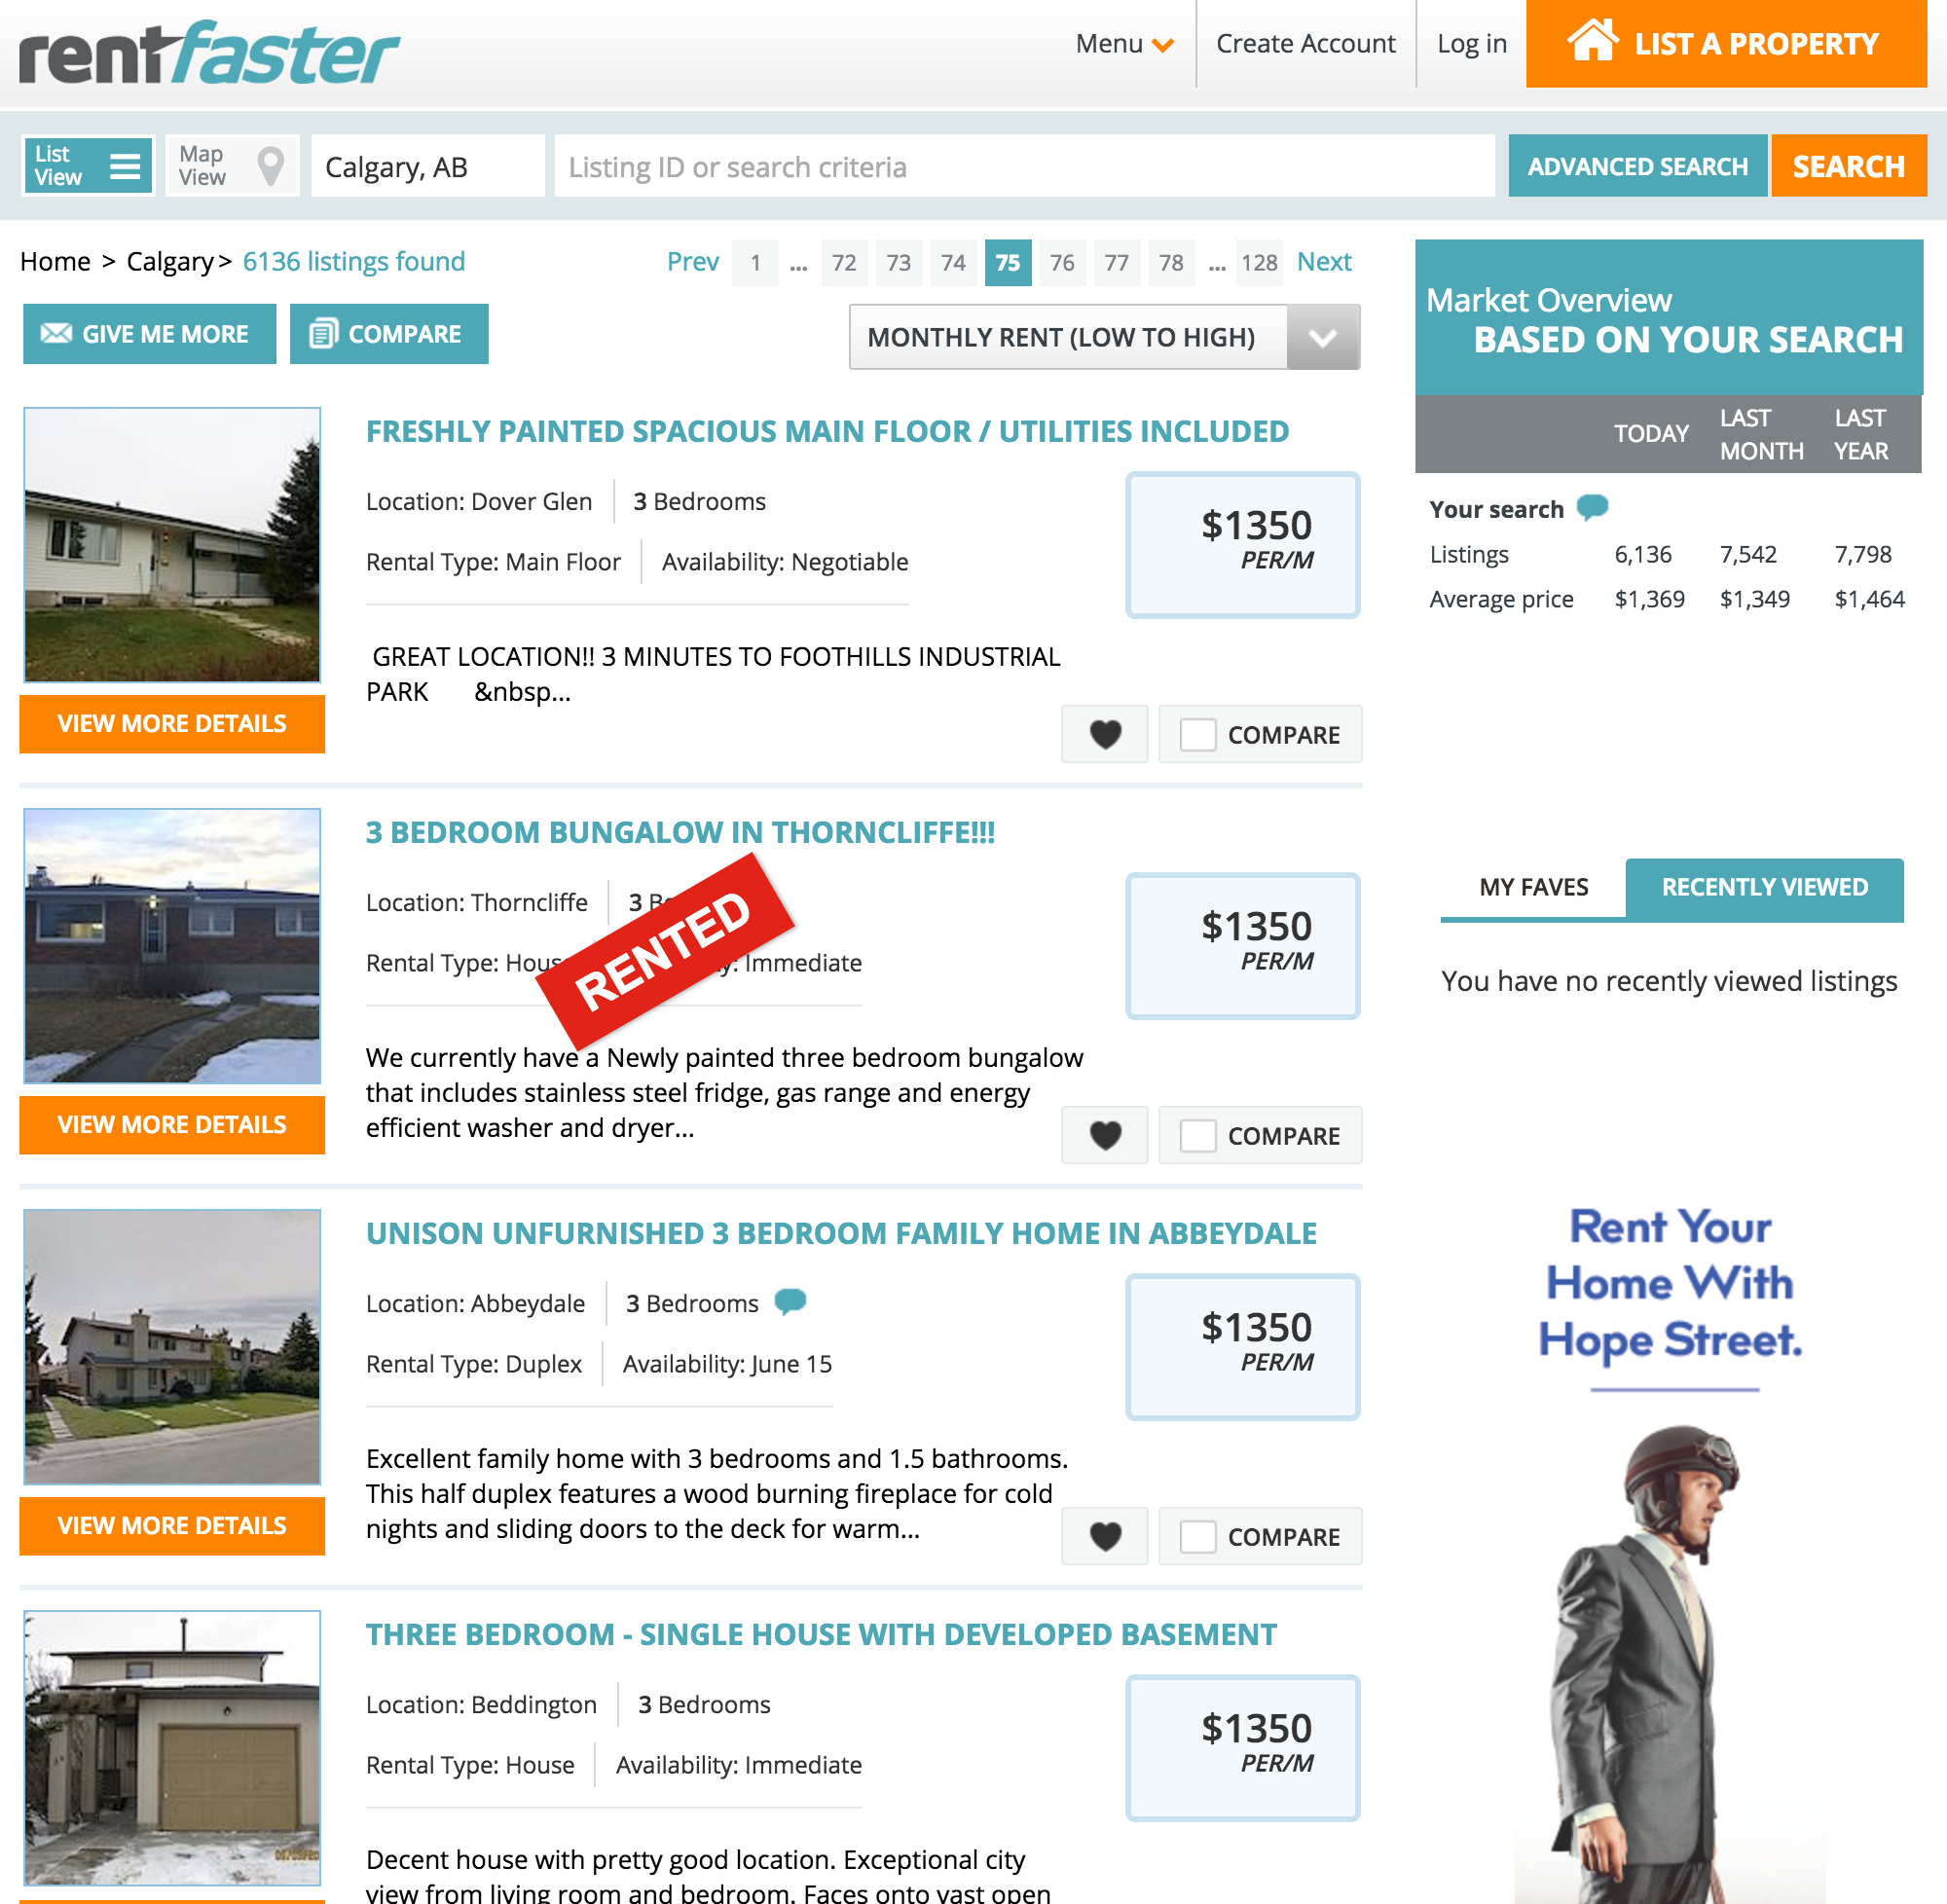 rentfaster
Menu
Create Account
Log in
LIST A PROPERTY
List
View
Map
View
Calgary, AB
Listing ID or search criteria
ADVANCED SEARCH
SEARCH
Home > Calgary > 6136 listings found
Prev 1 ... 72 73 74 75 76 77 78 ... 128 Next
GIVE ME MORE
COMPARE
MONTHLY RENT (LOW TO HIGH)
FRESHLY PAINTED SPACIOUS MAIN FLOOR / UTILITIES INCLUDED
Location: Dover Glen 3 Bedrooms
Rental Type: Main Floor Availability: Negotiable
$1350
PER/M
GREAT LOCATION!! 3 MINUTES TO FOOTHILLS INDUSTRIAL
PARK &nbsp...
VIEW MORE DETAILS
COMPARE
3 BEDROOM BUNGALOW IN THORNCLIFFE!!!
Location: Thorncliffe 3
Rental Type: Immediate
RENTED
$1350
PER/M
We currently have a Newly painted three bedroom bungalow
that includes stainless steel fridge, gas range and energy
efficient washer and dryer...
VIEW MORE DETAILS
COMPARE
UNISON UNFURNISHED 3 BEDROOM FAMILY HOME IN ABBEYDALE
Location: Abbeydale 3 Bedrooms
Rental Type: Duplex Availability: June 15
$1350
PER/M
Excellent family home with 3 bedrooms and 1.5 bathrooms.
This half duplex features a wood burning fireplace for cold
nights and sliding doors to the deck for warm...
VIEW MORE DETAILS
COMPARE
THREE BEDROOM - SINGLE HOUSE WITH DEVELOPED BASEMENT
Location: Beddington 3 Bedrooms
Rental Type: House Availability: Immediate
$1350
PER/M
Decent house with pretty good location. Exceptional city
view from living room and bedroom. Faces onto vast open
Market Overview
BASED ON YOUR SEARCH
TODAY
LAST
MONTH
LAST
YEAR
Your search
Listings 6,136 7,542 7,798
Average price $1,369 $1,349 $1,464
MY FAVES
RECENTLY VIEWED
You have no recently viewed listings
Rent Your
Home With
Hope Street.